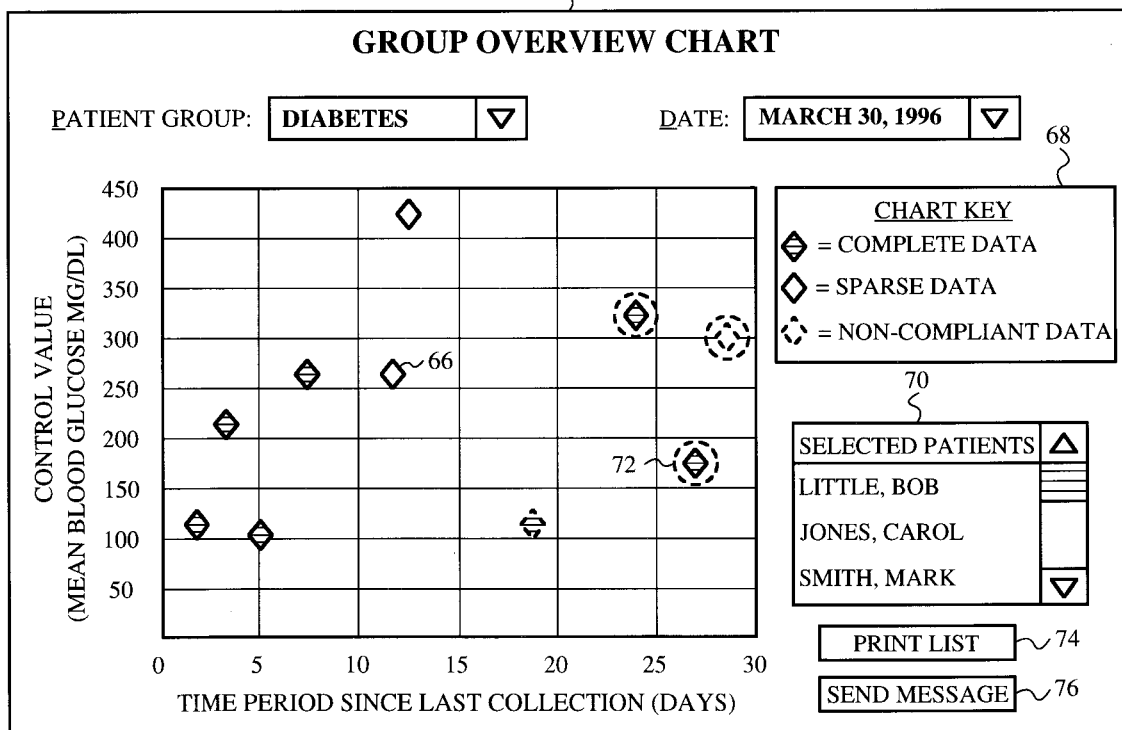 GROUP OVERVIEW CHART
PATIENT GROUP: DIABETES
DATE: MARCH 30, 1996
68
CHART KEY
= COMPLETE DATA
= SPARSE DATA
= NON-COMPLIANT DATA
CONTROL VALUE
(MEAN BLOOD GLUCOSE MG/DL)
450
400
350
300
250
200
150
100
50
66
72
0 5 10 15 20 25 30
TIME PERIOD SINCE LAST COLLECTION (DAYS)
70
SELECTED PATIENTS
LITTLE, BOB
JONES, CAROL
SMITH, MARK
PRINT LIST 74
SEND MESSAGE 76